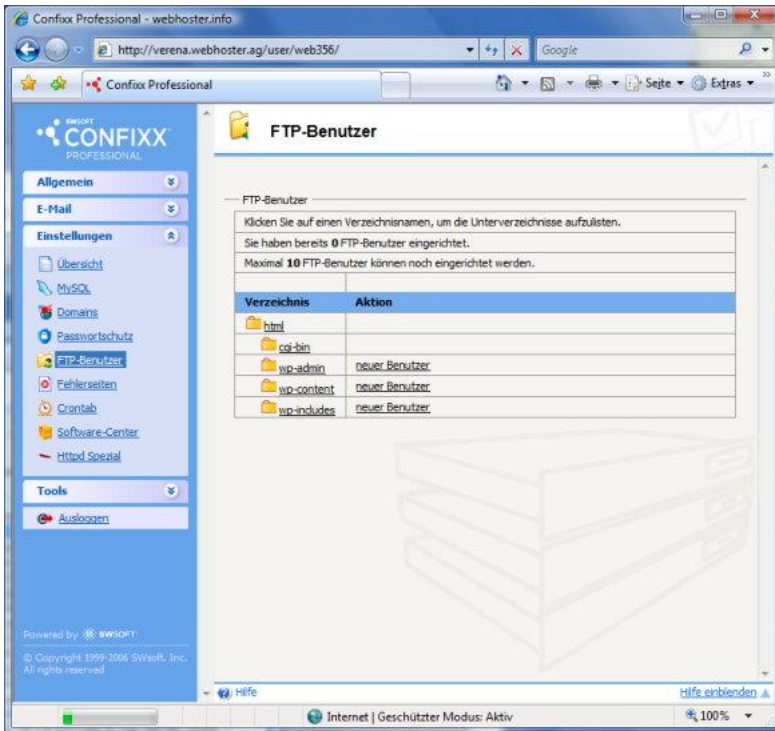 Confixx Professional - webhoster.info
http://verena.webhoster.ag/user/web356/
Google
Confixx Professional
Seite
Extras
SWSOFT
CONFIXX
PROFESSIONAL
Allgemein
E-Mail
Einstellungen
Übersicht
MySQL
Domains
Passwortschutz
FTP-Benutzer
Fehlerseiten
Crontab
Software-Center
Httpd Spezial
Tools
Ausloggen
Powered by SWSOFT
© Copyright 1999-2006 SWsoft, Inc.
All rights reserved
FTP-Benutzer
FTP-Benutzer
Klicken Sie auf einen Verzeichnisnamen, um die Unterverzeichnisse aufzulisten.
Sie haben bereits 0 FTP-Benutzer eingerichtet.
Maximal 10 FTP-Benutzer können noch eingerichtet werden.
Verzeichnis Aktion
html
cgi-bin
wp-admin neuer Benutzer
wp-content neuer Benutzer
wp-includes neuer Benutzer
Hilfe
Hilfe einblenden
Internet | Geschützter Modus: Aktiv
100%